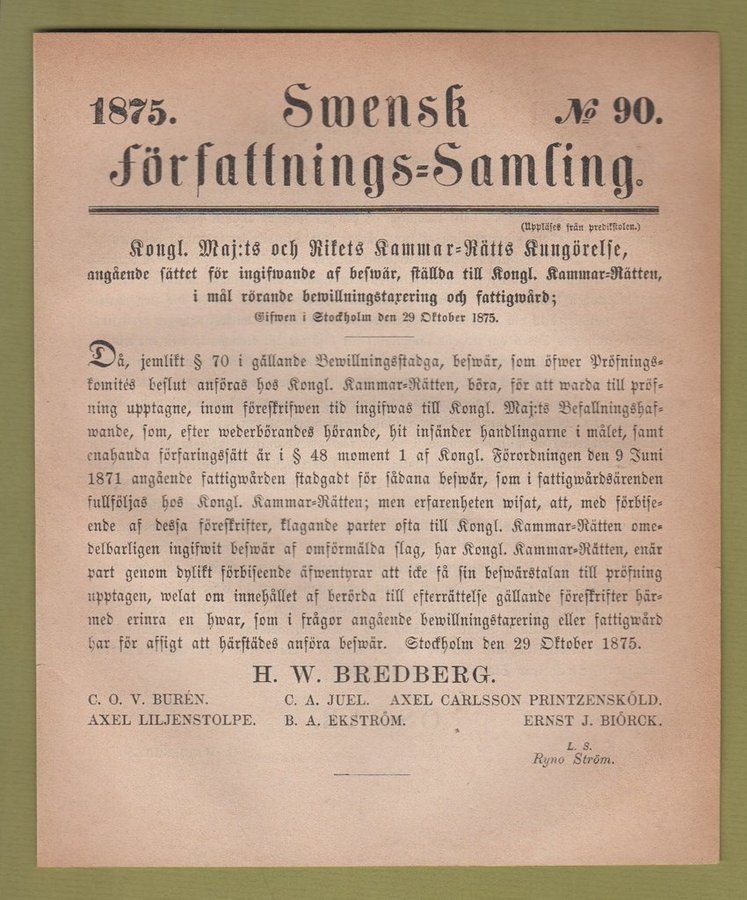 1875. Swensk № 90.
Författnings-Samling.
(Uppläses från predikstolen.)
Kongl. Maj:ts och Rikets Kammar-Rätts Kungörelse,
angående sättet för ingifwande af beswär, ställda till Kongl. Kammar-Rätten,
i mål rörande bewillningstaxering och fattigwård;
Gifwen i Stockholm den 29 Oktober 1875.
Då, jemlikt § 70 i gällande Bewillningsstadga, beswär, som öfwer Pröfnings-
komités beslut anföras hos Kongl. Kammar-Rätten, böra, för att warda till pröf-
ning upptagne, inom föreskrifwen tid ingifwas till Kongl. Maj:ts Befallningshaf-
wande, som, efter wederbörandes hörande, hit insänder handlingarne i målet, samt
enahanda förfaringssätt är i § 48 moment 1 af Kongl. Förordningen den 9 Juni
1871 angående fattigwården stadgadt för sådana beswär, som i fattigwårdsärenden
fullföljas hos Kongl. Kammar-Rätten; men erfarenheten wisat, att, med förbise-
ende af dessa föreskrifter, klagande parter ofta till Kongl. Kammar-Rätten ome-
delbarligen ingifwit beswär af omförmälda slag, har Kongl. Kammar-Rätten, enär
part genom dylikt förbiseende äfwentyrar att icke få sin beswärstalan till pröfning
upptagen, welat om innehållet af berörda till efterrättelse gällande föreskrifter här-
med erinra en hwar, som i frågor angående bewillningstaxering eller fattigwård
har för afsigt att härstädes anföra beswär. Stockholm den 29 Oktober 1875.
H. W. BREDBERG.
C. O. V. BURÉN. C. A. JUEL. AXEL CARLSSON PRINTZENSKÖLD.
AXEL LILJENSTOLPE. B. A. EKSTRÖM. ERNST J. BIÖRCK.
L. S.
Ryno Ström.